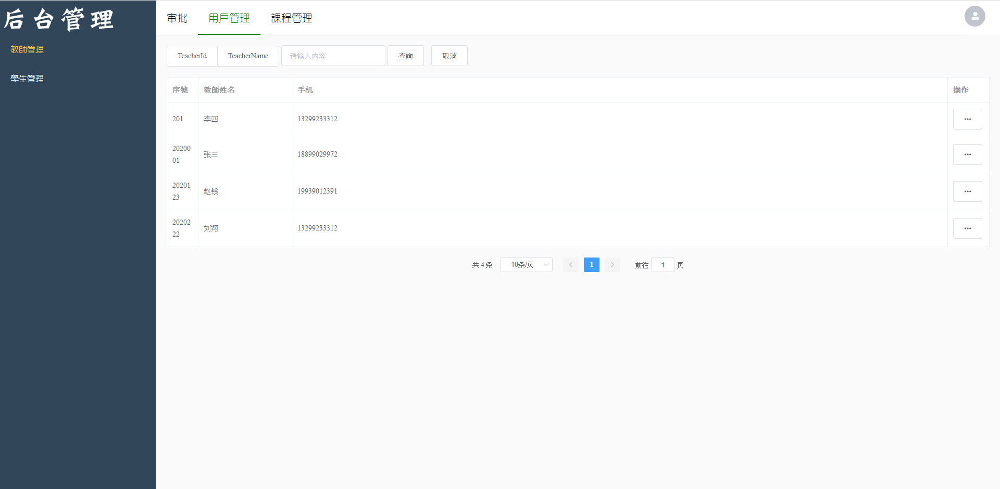 后台管理
教師管理
學生管理
审批 用戶管理 課程管理
TeacherId TeacherName 请输入内容 查詢 取消
序號 教師姓名 手机 操作
201 李四 13299233312
2020001 张三 18899029972
2020123 赵钱 19939012391
2020222 刘翔 13299233312
共 4 条 10条/页 1 前往 1 页